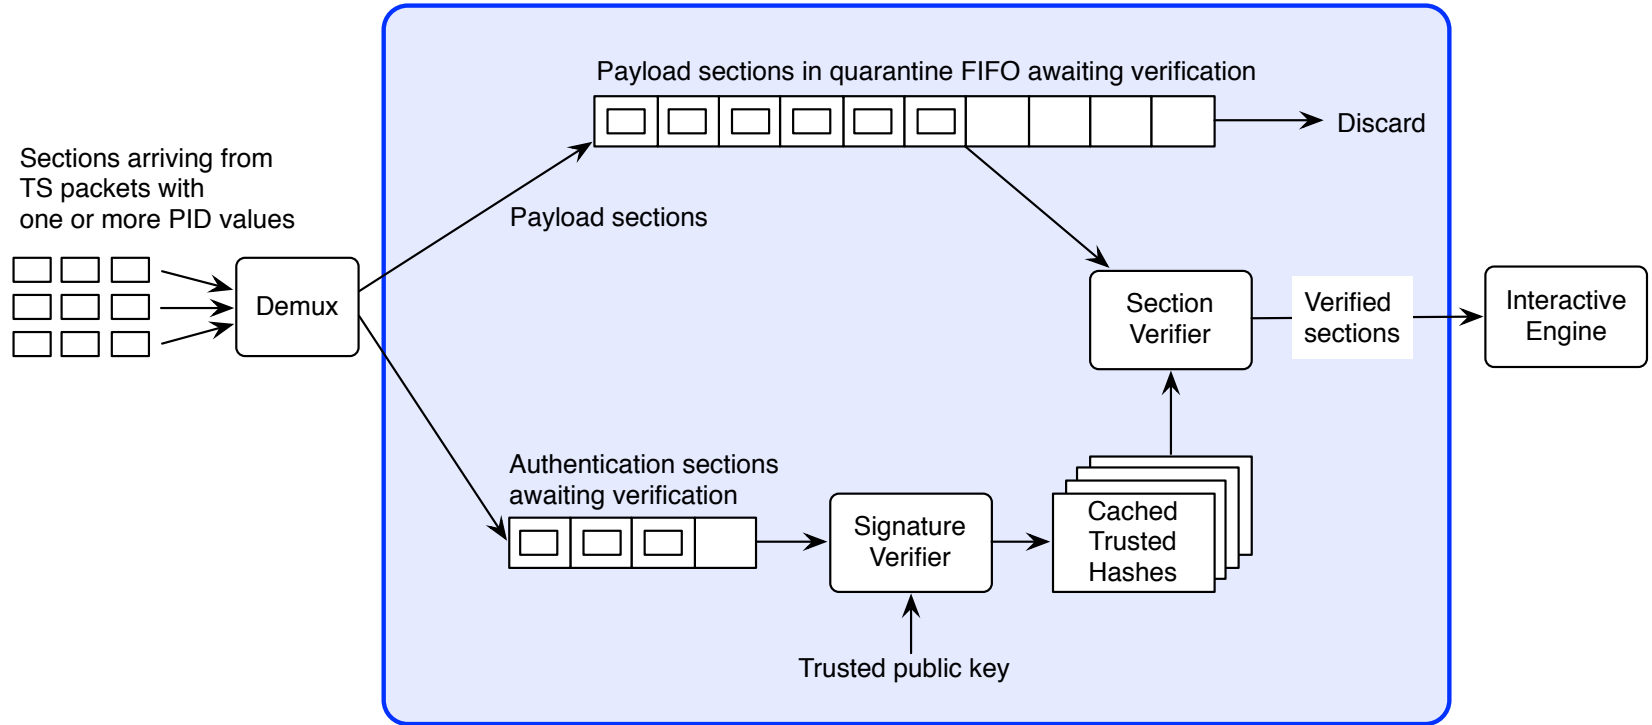 Payload sections in quarantine FIFO awaiting verification
Discard
Sections arriving from
TS packets with
one or more PID values
Payload sections
Demux
Section
Verifier
Verified
sections
Interactive
Engine
Authentication sections
awaiting verification
Signature
Verifier
Cached
Trusted
Hashes
Trusted public key